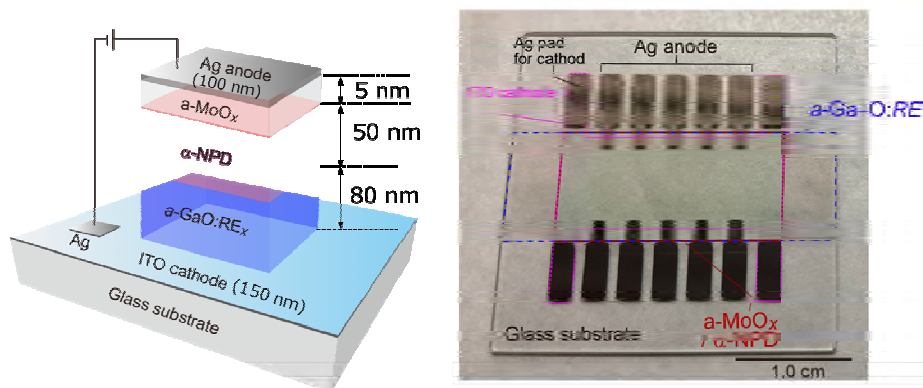 Ag anode
(100 nm)
5 nm
a-MoOx
50 nm
α-NPD
80 nm
a-GaO:REx
Ag
ITO cathode (150 nm)
Glass substrate
Ag pad
for cathod
Ag anode
ITO cathode
a-Ga-O:RE
Glass substrate
a-MoOx
/ α-NPD
1.0 cm